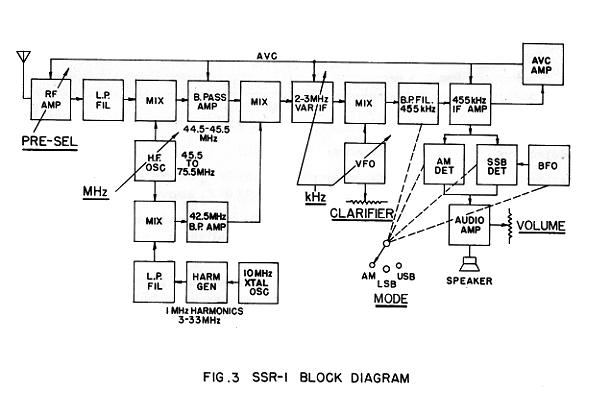 AVC
AVC
AMP
RF
AMP
L.P.
FIL
MIX
B.PASS
AMP
MIX
2-3MHz
VAR/IF
MIX
B.P.FIL.
455kHz
455kHz
IF AMP
PRE-SEL
44.5-45.5
MHz
H.F.
OSC
45.5
TO
75.5MHz
MHz
VFO
AM
DET
SSB
DET
BFO
kHz
CLARIFIER
MIX
42.5MHz
B.P. AMP
AUDIO
AMP
VOLUME
AM
LSB
USB
MODE
SPEAKER
L.P.
FIL
HARM
GEN
10MHz
XTAL
OSC
1MHz HARMONICS
3-33MHz
FIG.3 SSR-1 BLOCK DIAGRAM